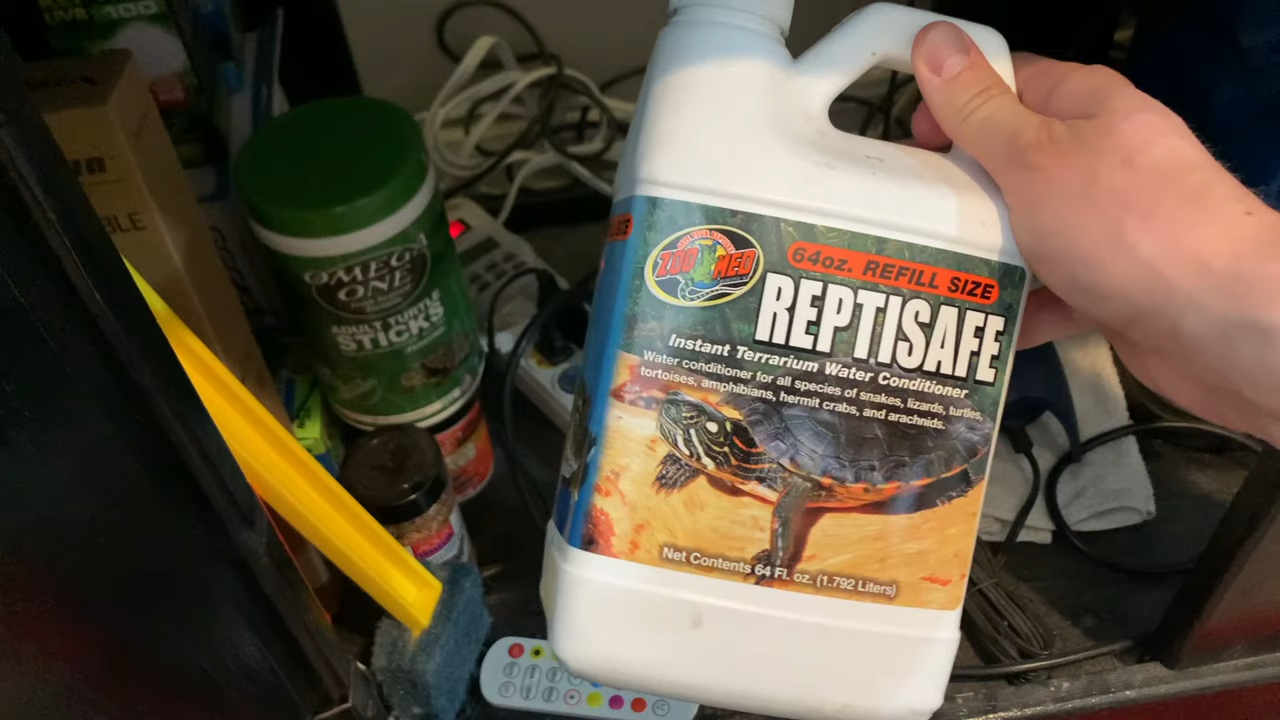 100
BLE
OMEGA
ONE
ADULT TURTLE
STICKS
ZOO MED
64oz. REFILL SIZE
REPTISAFE
Instant Terrarium Water Conditioner
Water conditioner for all species of snakes, lizards, turtles,
tortoises, amphibians, hermit crabs, and arachnids.
Net Contents 64 Fl. oz. (1.792 Liters)